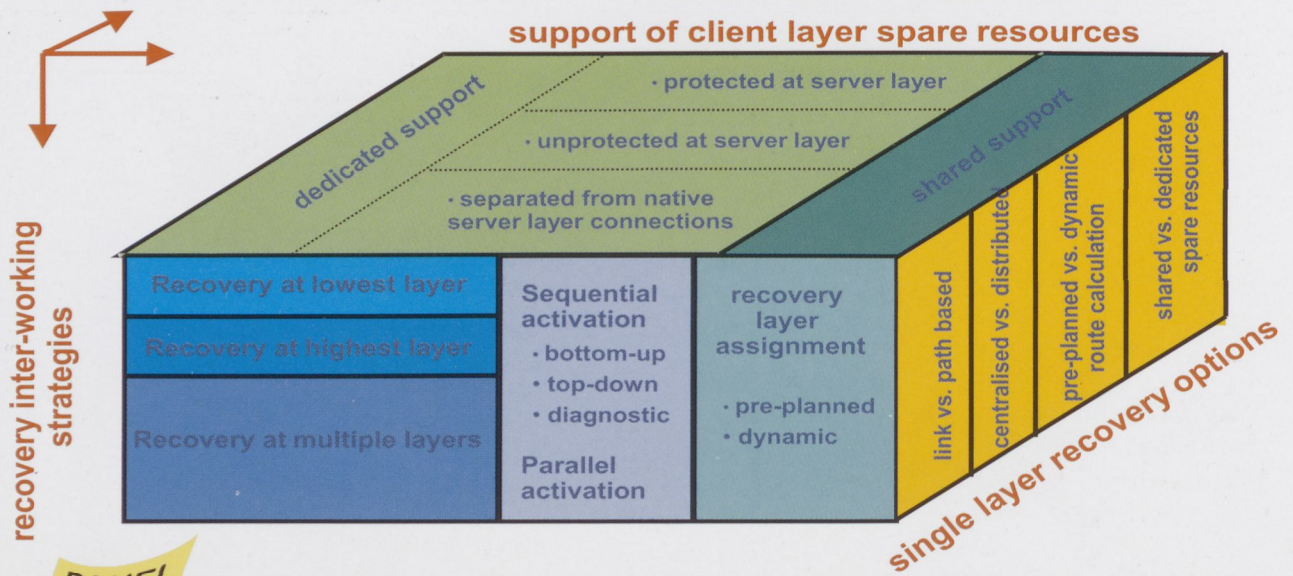 support of client layer spare resources
dedicated support
· protected at server layer
· unprotected at server layer
· separated from native
server layer connections
shared support
recovery inter-working
strategies
Recovery at lowest layer
Recovery at highest layer
Recovery at multiple layers
Sequential
activation
· bottom-up
· top-down
· diagnostic
Parallel
activation
recovery
layer
assignment
· pre-planned
· dynamic
link vs. path based
centralised vs. distributed
pre-planned vs. dynamic
route calculation
shared vs. dedicated
spare resources
single layer recovery options